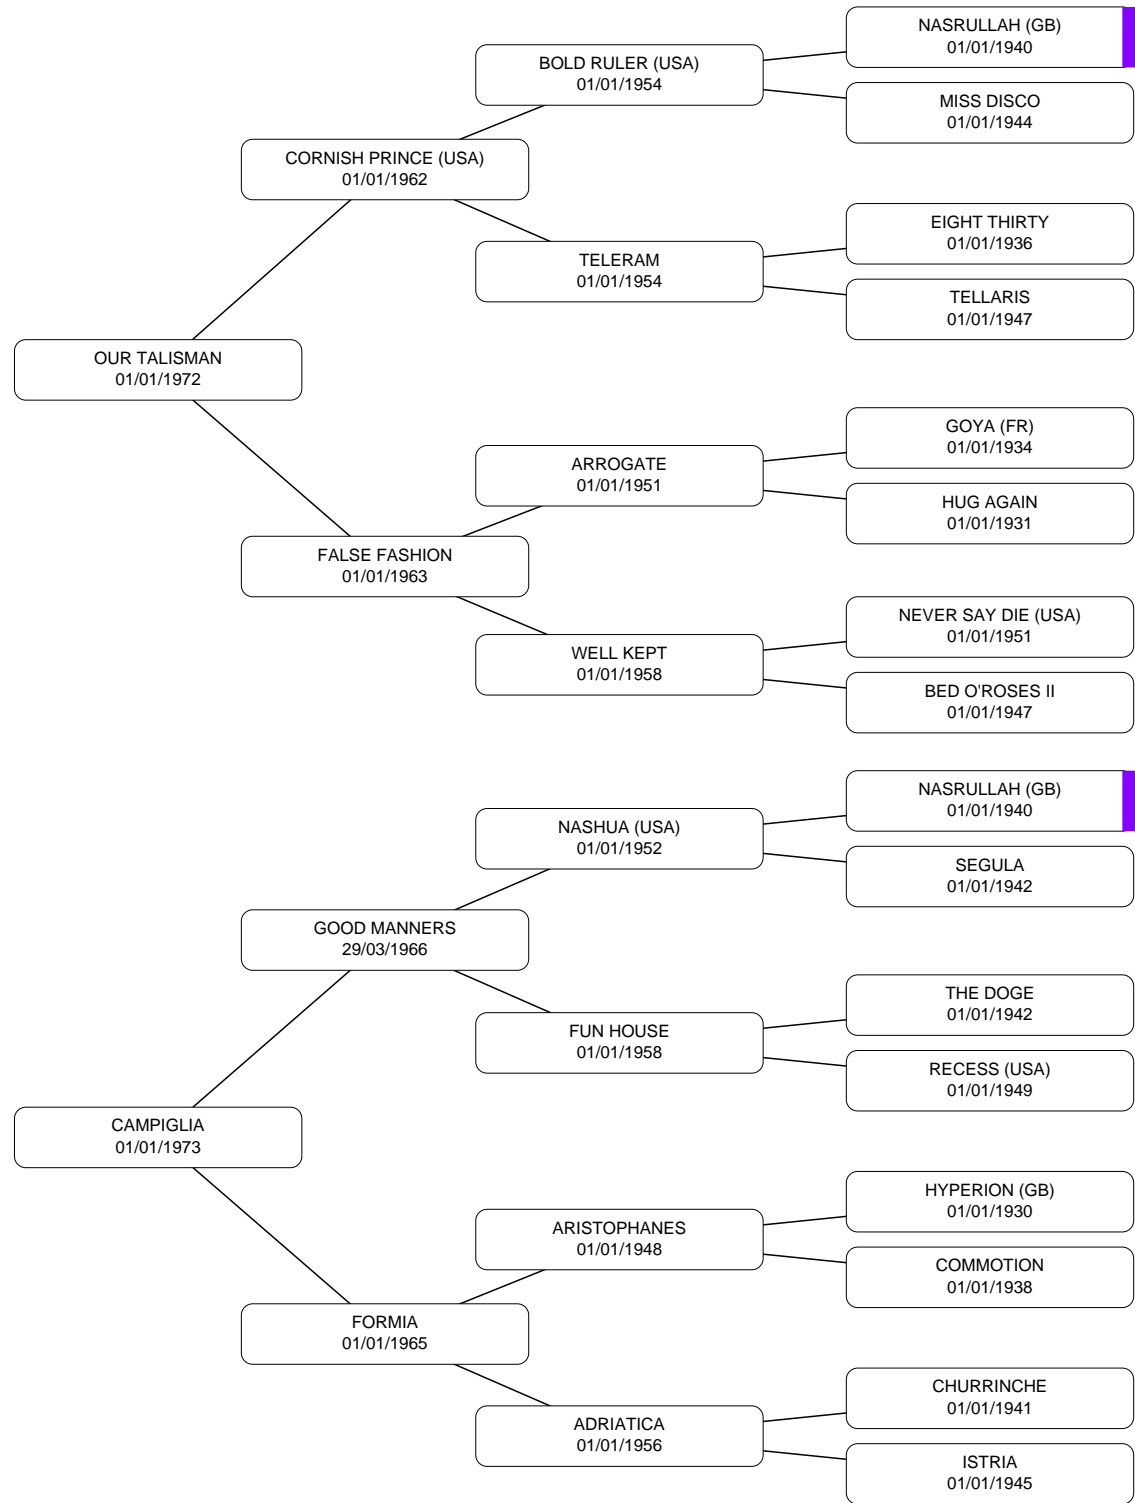 NASRULLAH (GB)
01/01/1940
BOLD RULER (USA)
01/01/1954
MISS DISCO
01/01/1944
CORNISH PRINCE (USA)
01/01/1962
EIGHT THIRTY
01/01/1936
TELERAM
01/01/1954
TELLARIS
01/01/1947
OUR TALISMAN
01/01/1972
GOYA (FR)
01/01/1934
ARROGATE
01/01/1951
HUG AGAIN
01/01/1931
FALSE FASHION
01/01/1963
NEVER SAY DIE (USA)
01/01/1951
WELL KEPT
01/01/1958
BED O'ROSES II
01/01/1947
NASRULLAH (GB)
01/01/1940
NASHUA (USA)
01/01/1952
SEGULA
01/01/1942
GOOD MANNERS
29/03/1966
THE DOGE
01/01/1942
FUN HOUSE
01/01/1958
RECESS (USA)
01/01/1949
CAMPIGLIA
01/01/1973
HYPERION (GB)
01/01/1930
ARISTOPHANES
01/01/1948
COMMOTION
01/01/1938
FORMIA
01/01/1965
CHURRINCHE
01/01/1941
ADRIATICA
01/01/1956
ISTRIA
01/01/1945